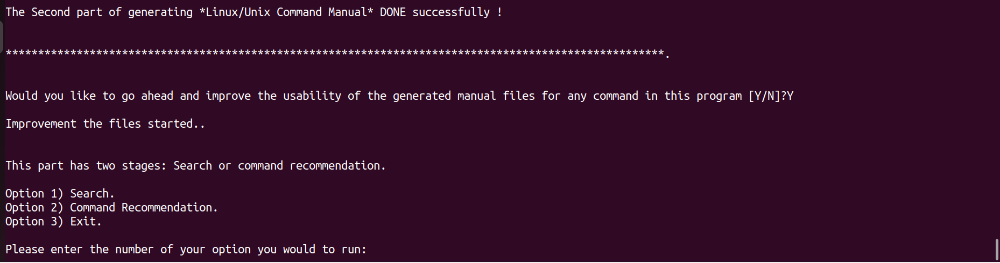 The Second part of generating *Linux/Unix Command Manual* DONE successfully !
******************************************************************************************************.
Would you like to go ahead and improve the usability of the generated manual files for any command in this program [Y/N]?Y
Improvement the files started..
This part has two stages: Search or command recommendation.
Option 1) Search.
Option 2) Command Recommendation.
Option 3) Exit.
Please enter the number of your option you would to run: